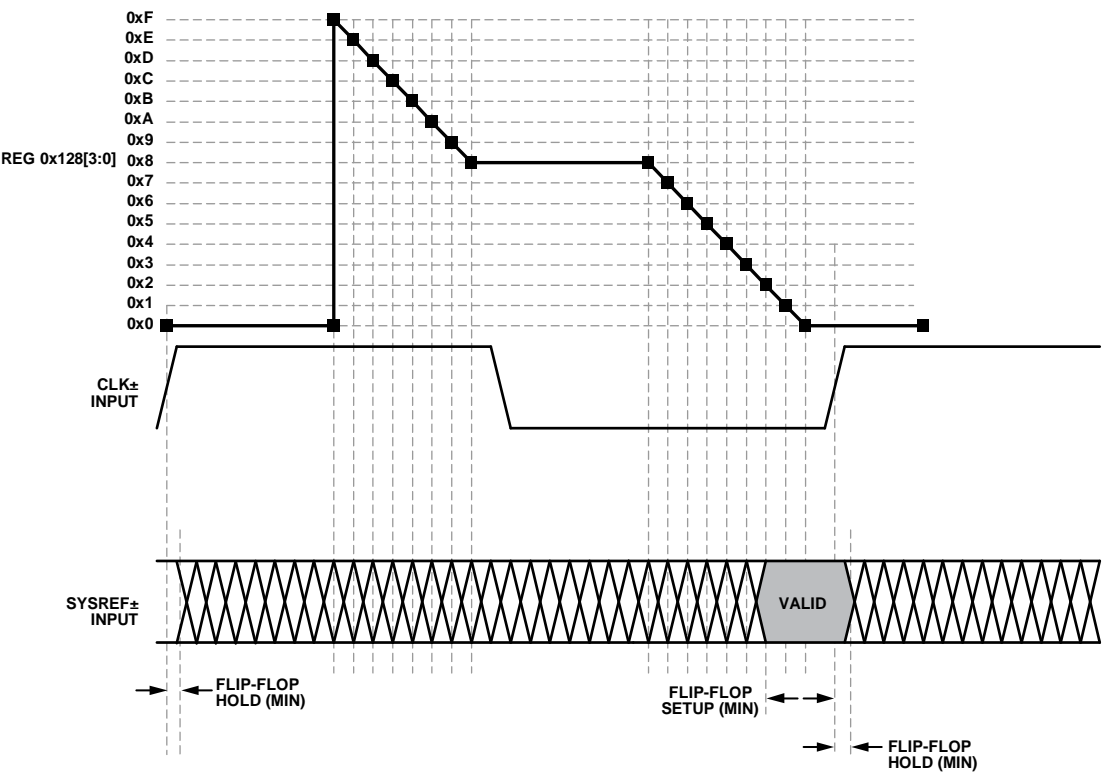 0xF
0xE
0xD
0xC
0xB
0xA
0x9
REG 0x128[3:0] 0x8
0x7
0x6
0x5
0x4
0x3
0x2
0x1
0x0
CLK±
INPUT
SYSREF±
INPUT
VALID
FLIP-FLOP
HOLD (MIN)
FLIP-FLOP
SETUP (MIN)
FLIP-FLOP
HOLD (MIN)